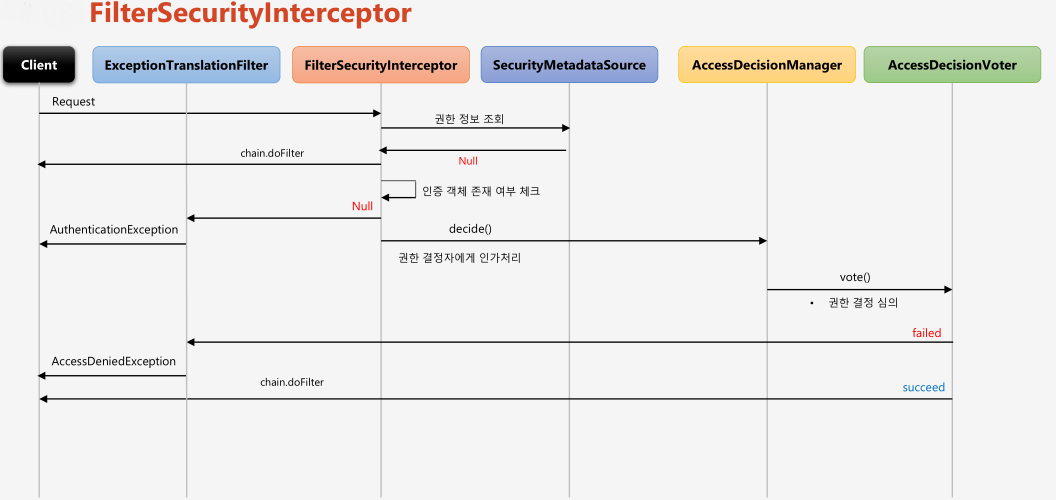 FilterSecurityInterceptor
Client
ExceptionTranslationFilter
FilterSecurityInterceptor
SecurityMetadataSource
AccessDecisionManager
AccessDecisionVoter
Request
권한 정보 조회
chain.doFilter
Null
인증 객체 존재 여부 체크
Null
AuthenticationException
decide()
권한 결정자에게 인가처리
vote()
• 권한 결정 심의
failed
AccessDeniedException
chain.doFilter
succeed